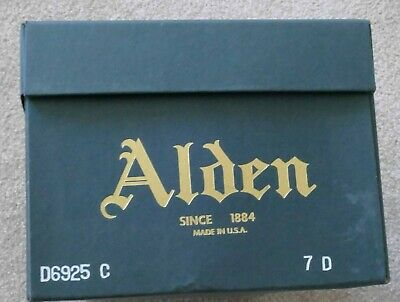 Alden
SINCE 1884
MADE IN U.S.A.
D6925 C 7 D